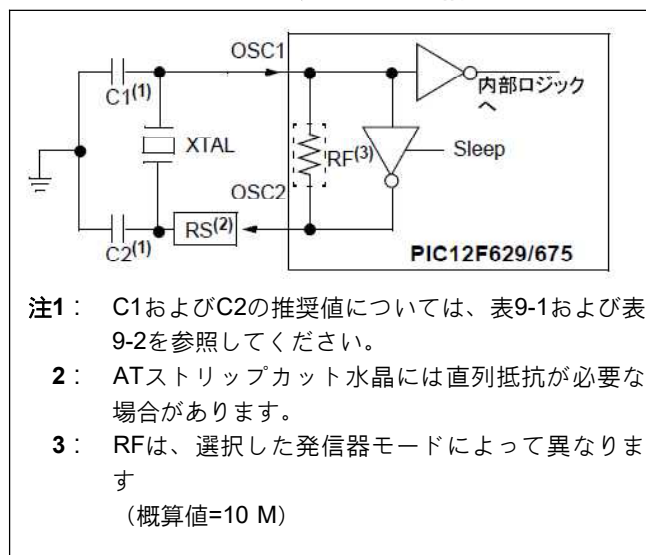 OSC1
C1(1)
内部ロジック
へ
XTAL
RF(3)
Sleep
OSC2
RS(2)
C2(1)
PIC12F629/675
注1： C1およびC2の推奨値については、表9-1および表
9-2を参照してください。
2： ATストリップカット水晶には直列抵抗が必要な
場合があります。
3： RFは、選択した発信器モードによって異なりま
す
（概算値=10 M）